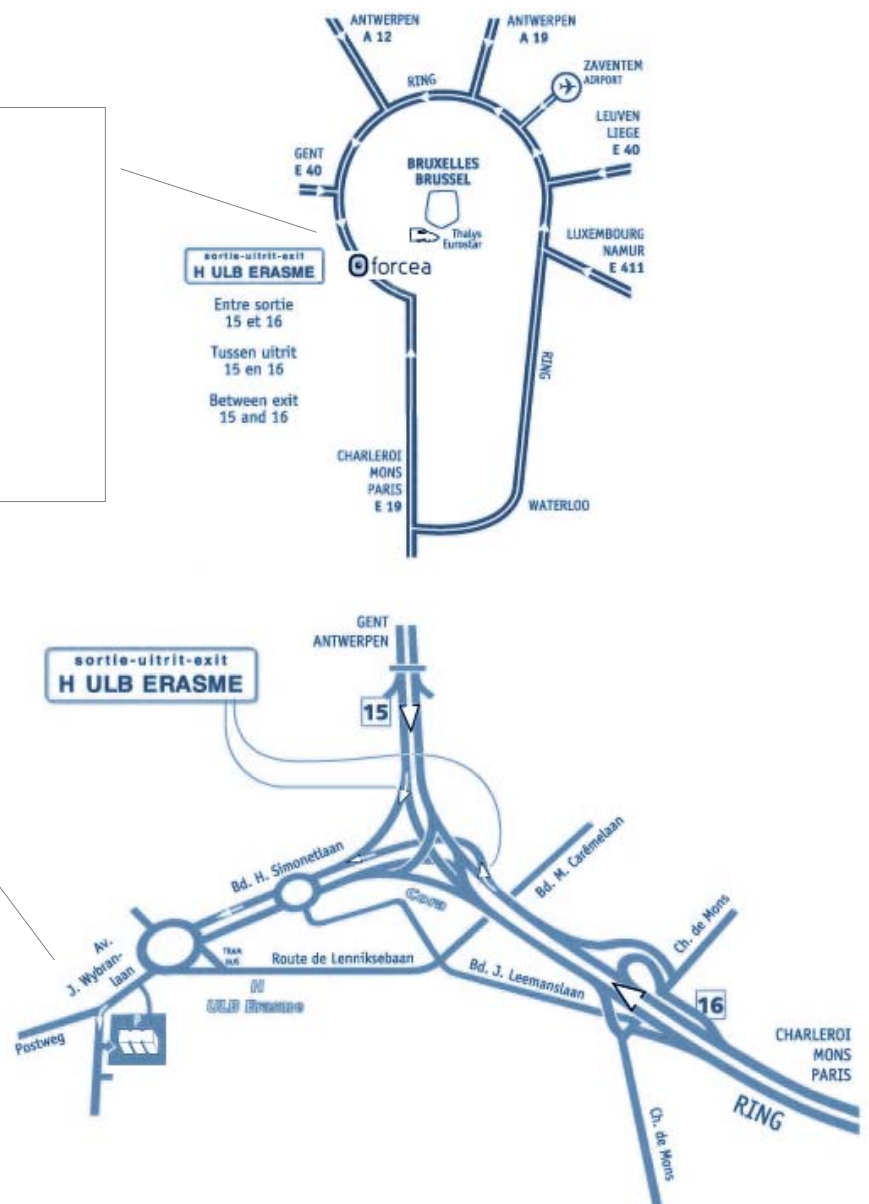 ANTWERPEN
A 12
ANTWERPEN
A 19
RING
ZAVENTEM
AIRPORT
LEUVEN
LIEGE
E 40
GENT
E 40
BRUXELLES
BRUSSEL
Thalys
Eurostar
LUXEMBOURG
NAMUR
E 411
sortie-uitrit-exit
H ULB ERASME
forcea
Entre sortie
15 et 16
Tussen uitrit
15 en 16
Between exit
15 and 16
RING
CHARLEROI
MONS
PARIS
E 19
WATERLOO
GENT
ANTWERPEN
sortie-uitrit-exit
H ULB ERASME
15
Bd. H. Simonetlaan
Cora
Bd. M. Carêmelaan
Ch. de Mons
Av.
J. Wybran-
laan
TRAM
BUS
Route de Lenniksebaan
H
ULB Erasme
Bd. J. Leemanslaan
16
Postweg
P
CHARLEROI
MONS
PARIS
RING
Ch. de Mons